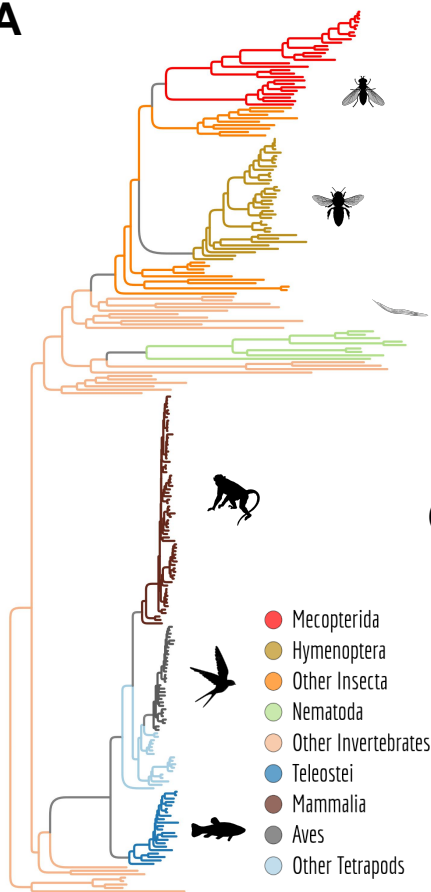 A
Mecopterida
Hymenoptera
Other Insecta
Nematoda
Other Invertebrates
Teleostei
Mammalia
Aves
Other Tetrapods